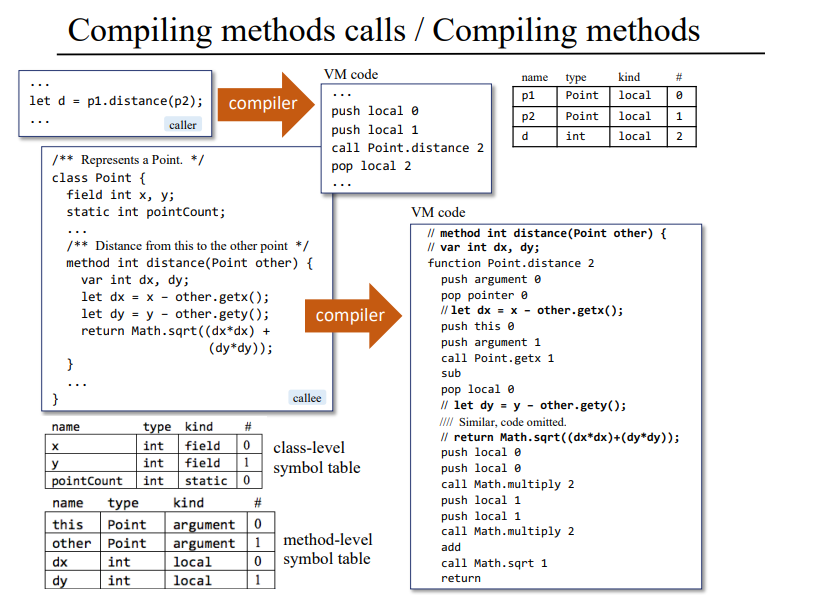 Compiling methods calls / Compiling methods
...
let d = p1.distance(p2);
...
caller
compiler
VM code
...
push local 0
push local 1
call Point.distance 2
pop local 2
...
name type kind #
p1 Point local 0
p2 Point local 1
d int local 2
/** Represents a Point. */
class Point {
field int x, y;
static int pointCount;
...
/** Distance from this to the other point */
method int distance(Point other) {
var int dx, dy;
let dx = x - other.getx();
let dy = y - other.gety();
return Math.sqrt((dx*dx) +
(dy*dy));
}
...
}
callee
compiler
VM code
// method int distance(Point other) {
// var int dx, dy;
function Point.distance 2
push argument 0
pop pointer 0
// let dx = x - other.getx();
push this 0
push argument 1
call Point.getx 1
sub
pop local 0
// let dy = y - other.gety();
//// Similar, code omitted.
// return Math.sqrt((dx*dx)+(dy*dy));
push local 0
push local 0
call Math.multiply 2
push local 1
push local 1
call Math.multiply 2
add
call Math.sqrt 1
return
name type kind #
x int field 0
y int field 1
pointCount int static 0
class-level
symbol table
name type kind #
this Point argument 0
other Point argument 1
dx int local 0
dy int local 1
method-level
symbol table